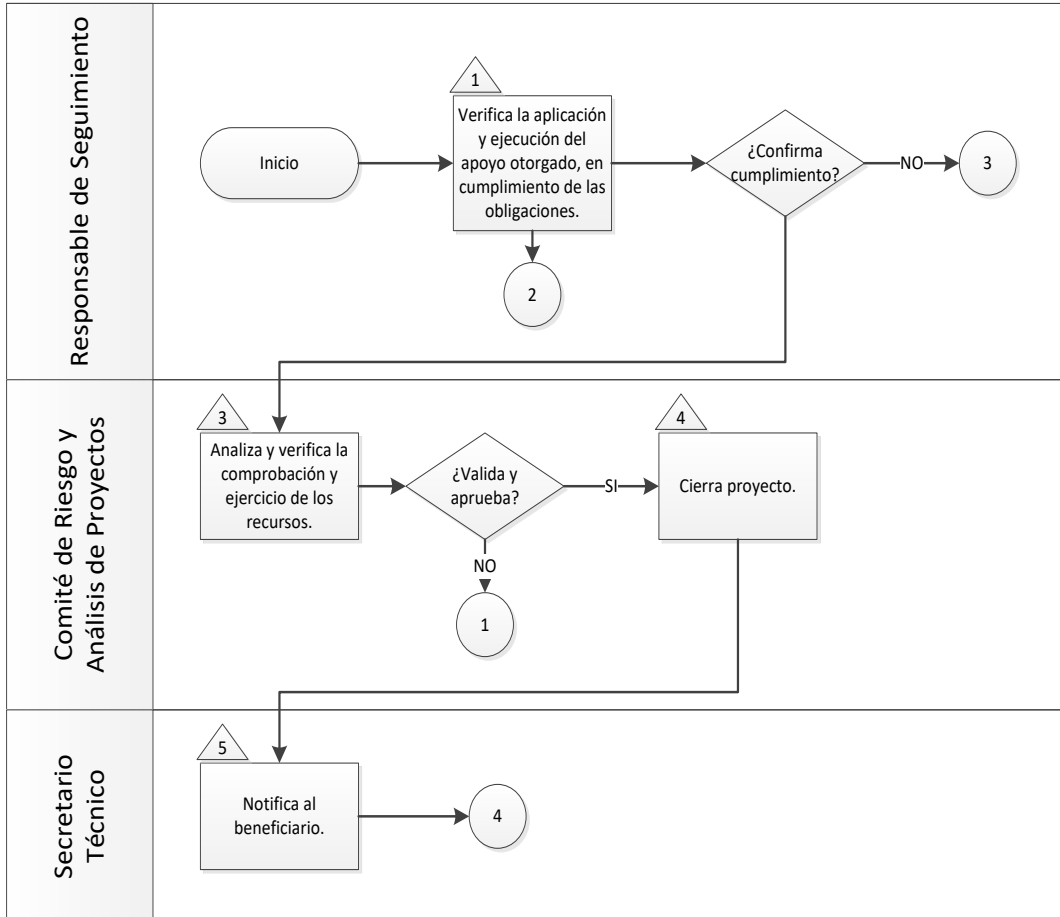 Responsable de Seguimiento
Inicio
1
Verifica la aplicación
y ejecución del
apoyo otorgado, en
cumplimiento de las
obligaciones.
2
¿Confirma
cumplimiento?
NO
3
Comité de Riesgo y
Análisis de Proyectos
3
Analiza y verifica la
comprobación y
ejercicio de los
recursos.
¿Valida y
aprueba?
SI
NO
1
4
Cierra proyecto.
Secretario
Técnico
5
Notifica al
beneficiario.
4